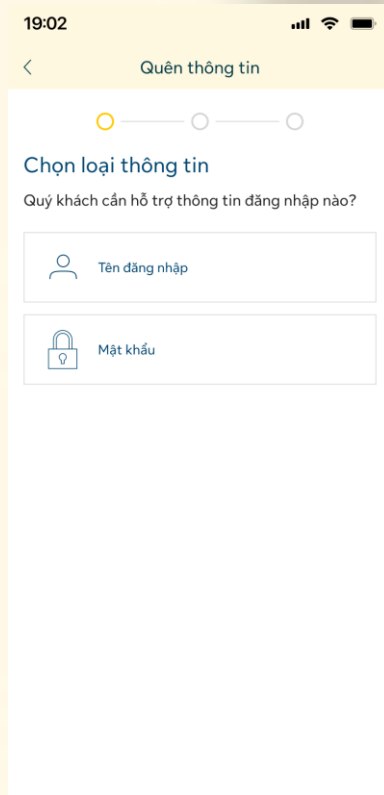 19:02
Quên thông tin
Chọn loại thông tin
Quý khách cần hỗ trợ thông tin đăng nhập nào?
Tên đăng nhập
Mật khẩu